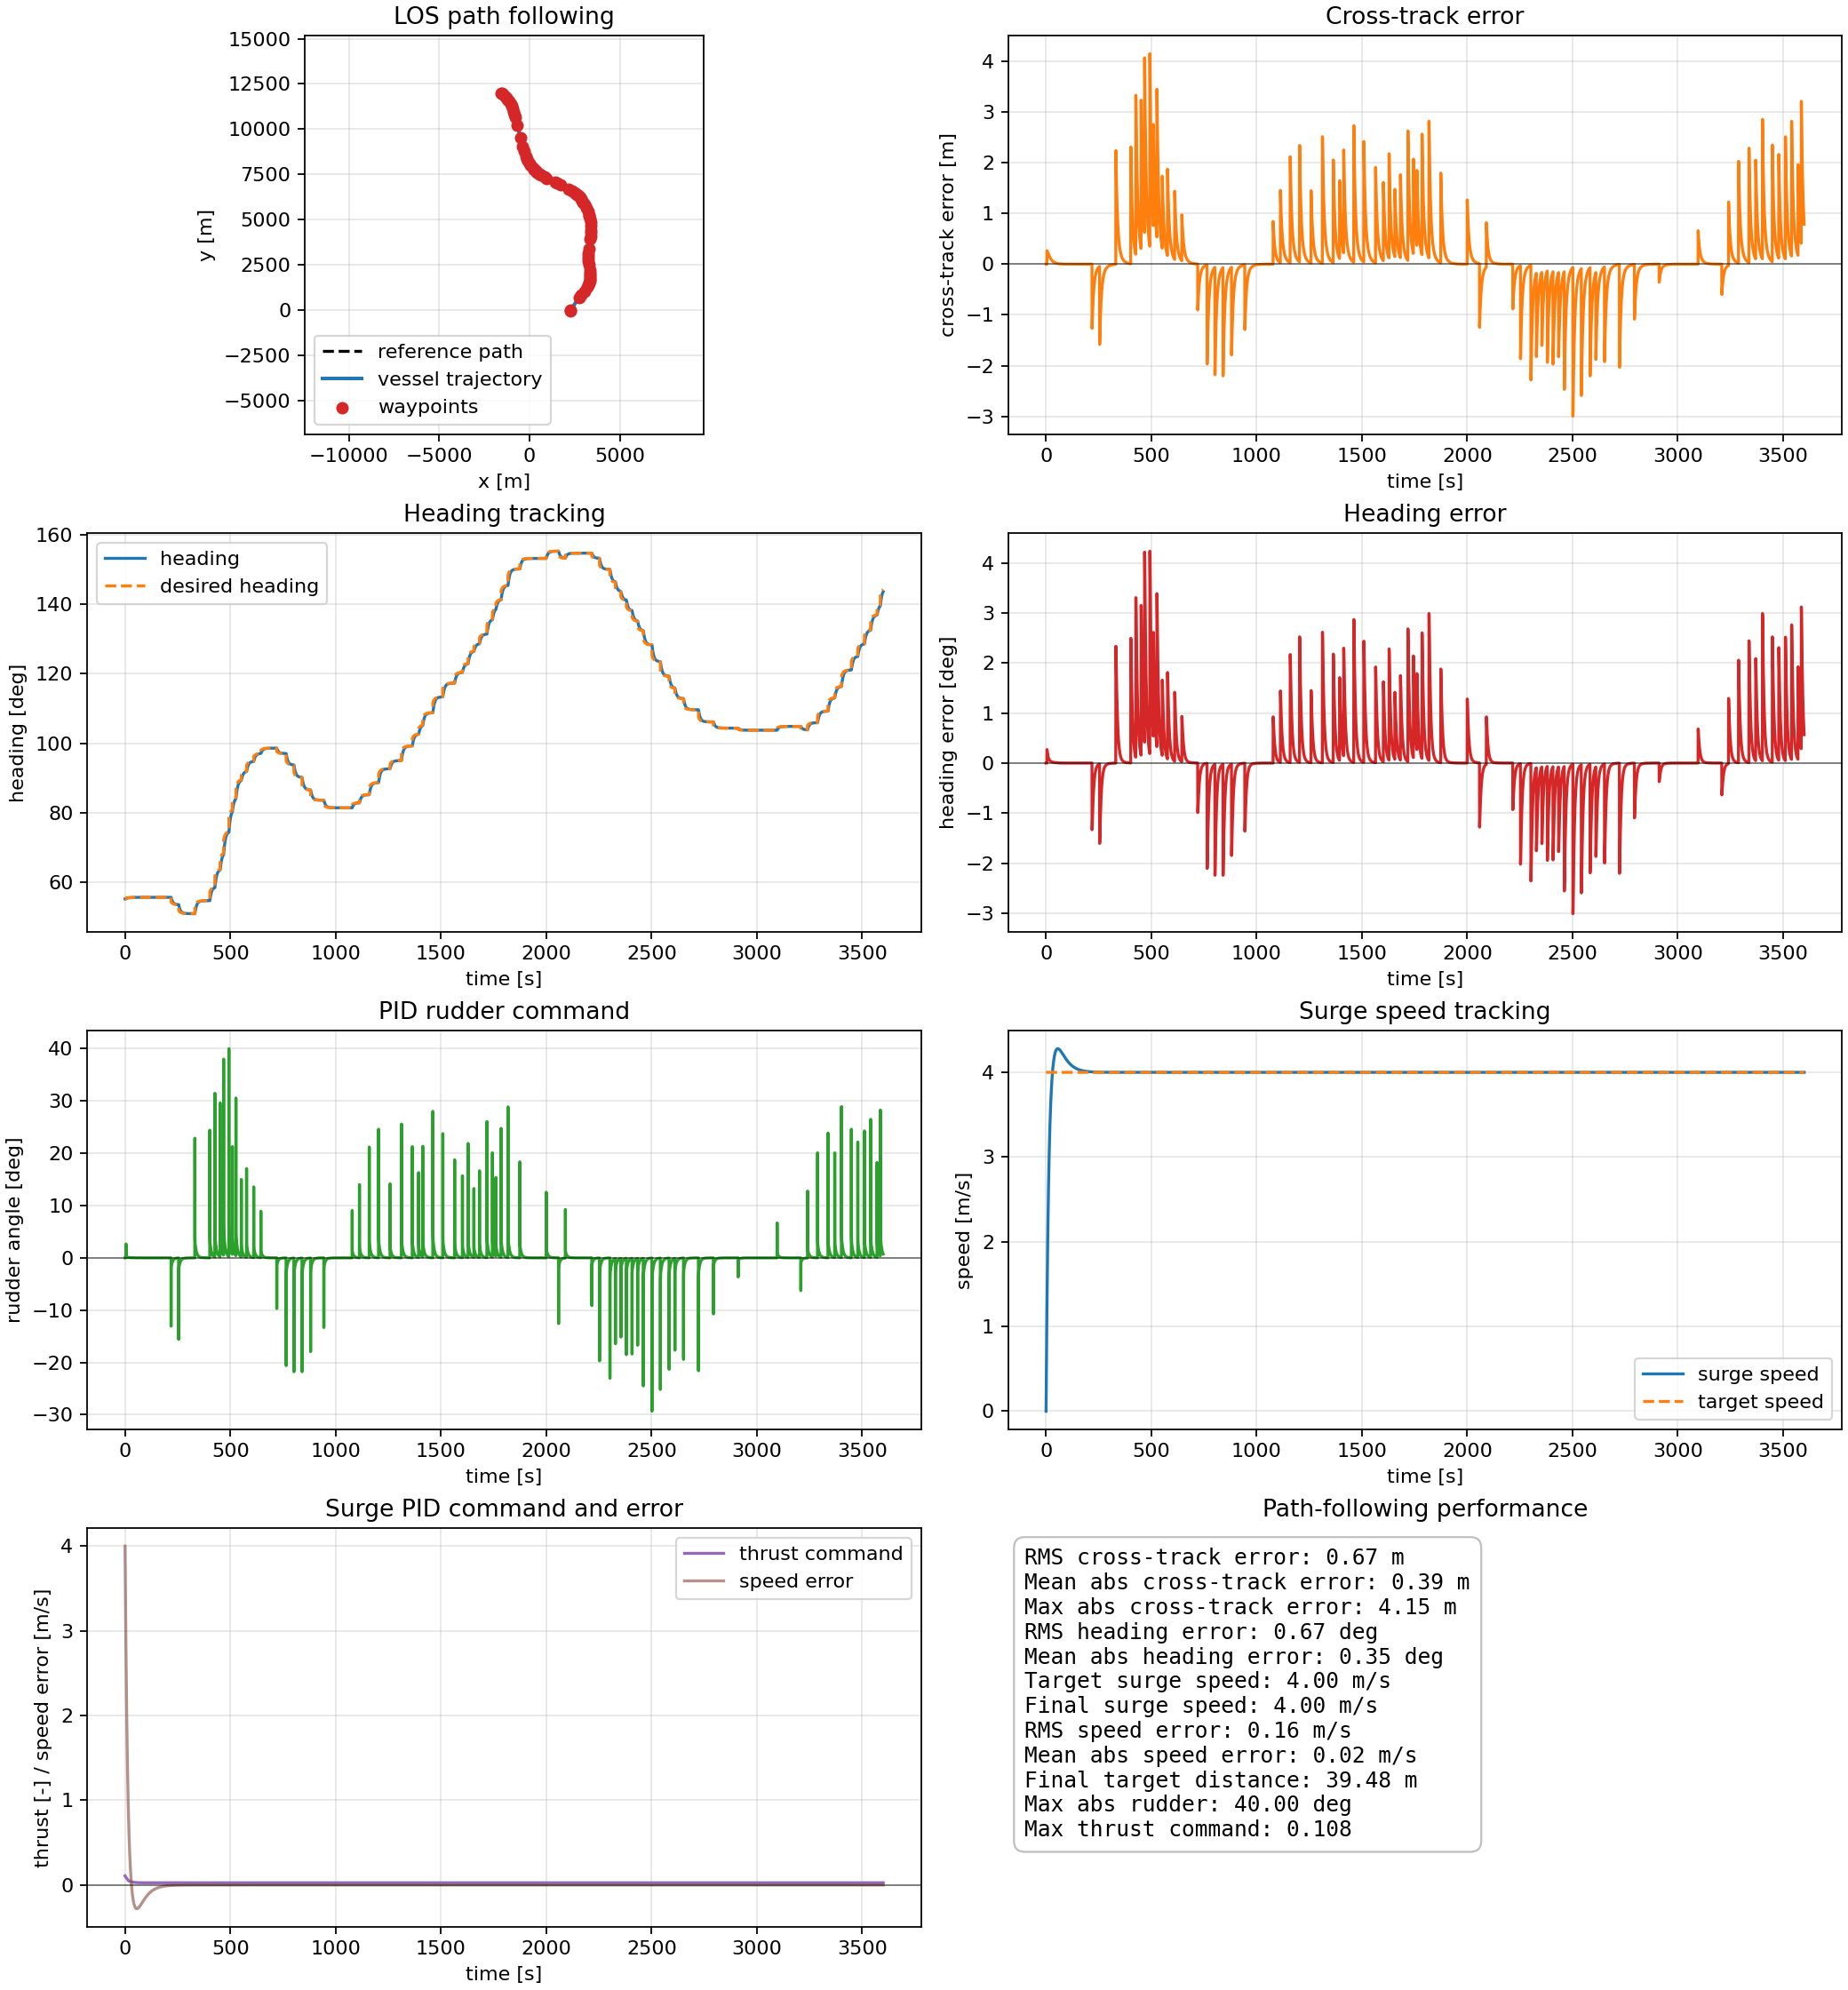 LOS path following
15000
12500
10000
7500
5000
2500
0
−2500
−5000
y [m]
−10000 −5000 0 5000
x [m]
reference path
vessel trajectory
waypoints
Cross-track error
4
3
2
1
0
−1
−2
−3
cross-track error [m]
0 500 1000 1500 2000 2500 3000 3500
time [s]
Heading tracking
160
140
120
100
80
60
heading [deg]
0 500 1000 1500 2000 2500 3000 3500
time [s]
heading
desired heading
Heading error
4
3
2
1
0
−1
−2
−3
heading error [deg]
0 500 1000 1500 2000 2500 3000 3500
time [s]
PID rudder command
40
30
20
10
0
−10
−20
−30
rudder angle [deg]
0 500 1000 1500 2000 2500 3000 3500
time [s]
Surge speed tracking
4
3
2
1
0
speed [m/s]
0 500 1000 1500 2000 2500 3000 3500
time [s]
surge speed
target speed
Surge PID command and error
4
3
2
1
0
thrust [-] / speed error [m/s]
0 500 1000 1500 2000 2500 3000 3500
time [s]
thrust command
speed error
Path-following performance
RMS cross-track error: 0.67 m
Mean abs cross-track error: 0.39 m
Max abs cross-track error: 4.15 m
RMS heading error: 0.67 deg
Mean abs heading error: 0.35 deg
Target surge speed: 4.00 m/s
Final surge speed: 4.00 m/s
RMS speed error: 0.16 m/s
Mean abs speed error: 0.02 m/s
Final target distance: 39.48 m
Max abs rudder: 40.00 deg
Max thrust command: 0.108